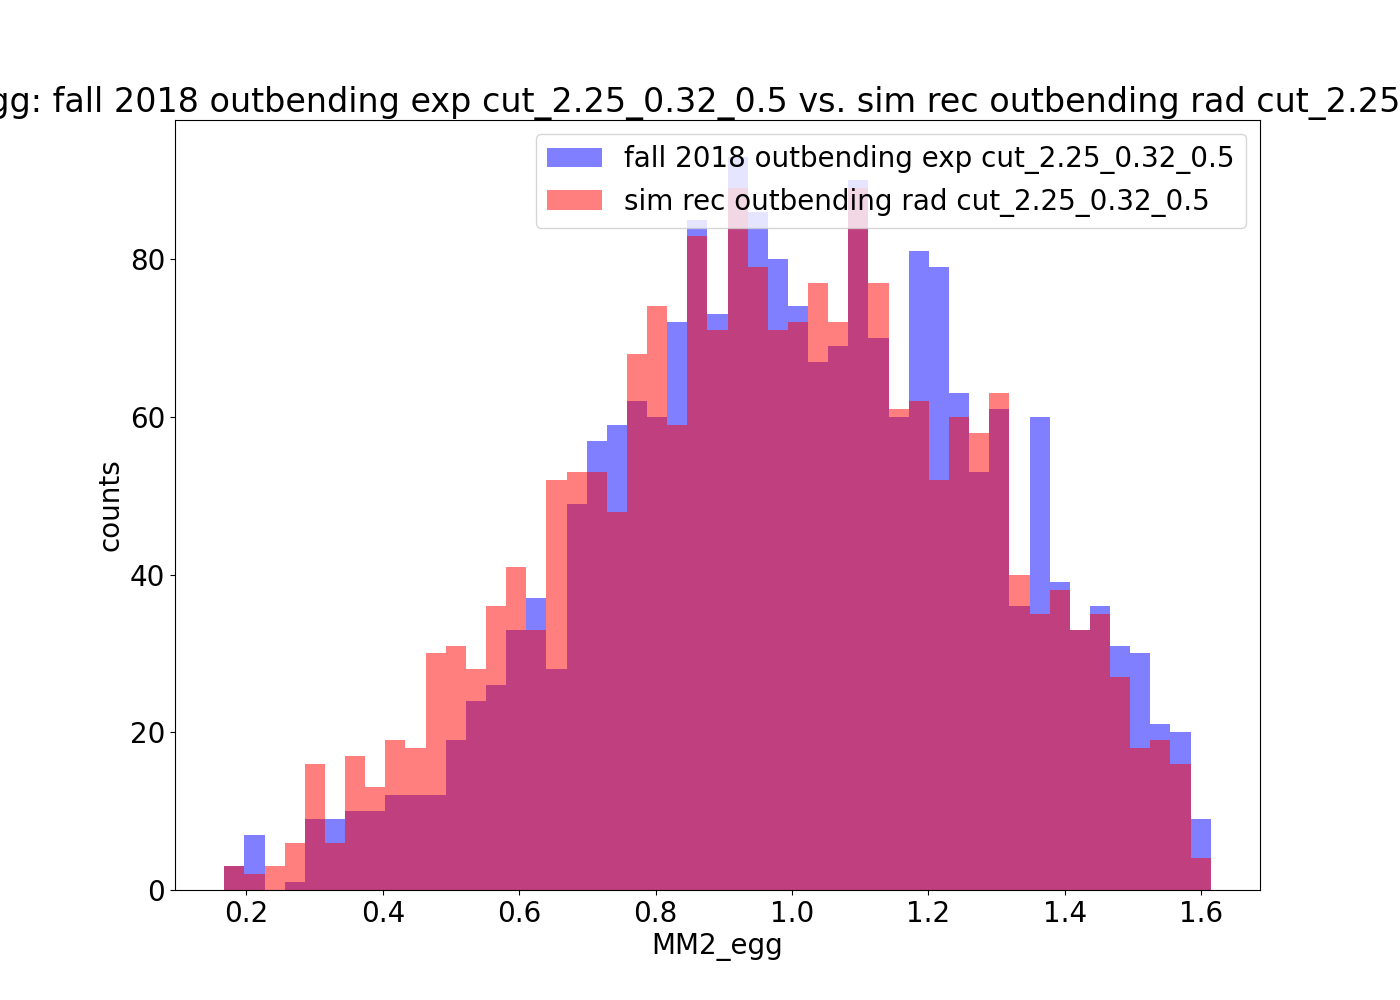 gg: fall 2018 outbending exp cut_2.25_0.32_0.5 vs. sim rec outbending rad cut_2.25
fall 2018 outbending exp cut_2.25_0.32_0.5
sim rec outbending rad cut_2.25_0.32_0.5
80
60
40
20
0
counts
0.2 0.4 0.6 0.8 1.0 1.2 1.4 1.6
MM2_egg